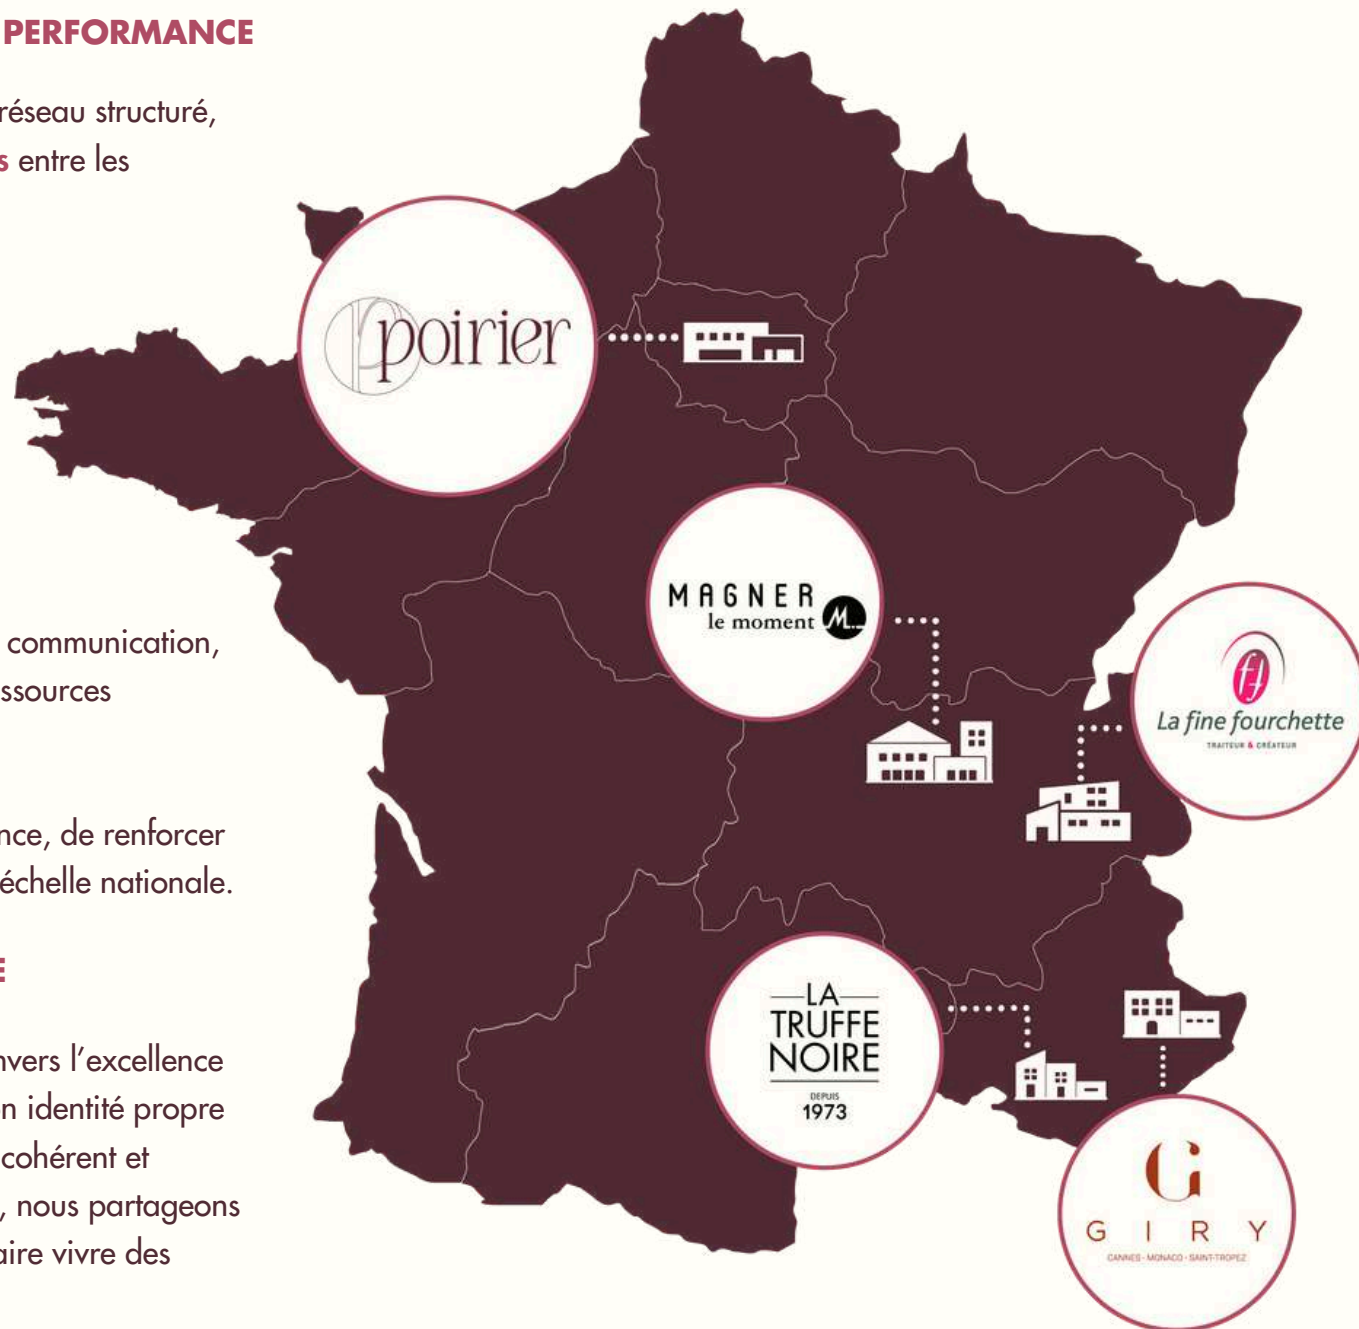 PERFORMANCE
réseau structuré,
s entre les
communication,
ssources
nce, de renforcer
échelle nationale.
E
nvers l’excellence
on identité propre
cohérent et
, nous partageons
aire vivre des
poirier
MAGNER
le moment
M...
ff
La fine fourchette
TRAITEUR & CRÉATEUR
LA
TRUFFE
NOIRE
DEPUIS
1973
G
GIRY
CANNES - MONACO - SAINT-TROPEZ